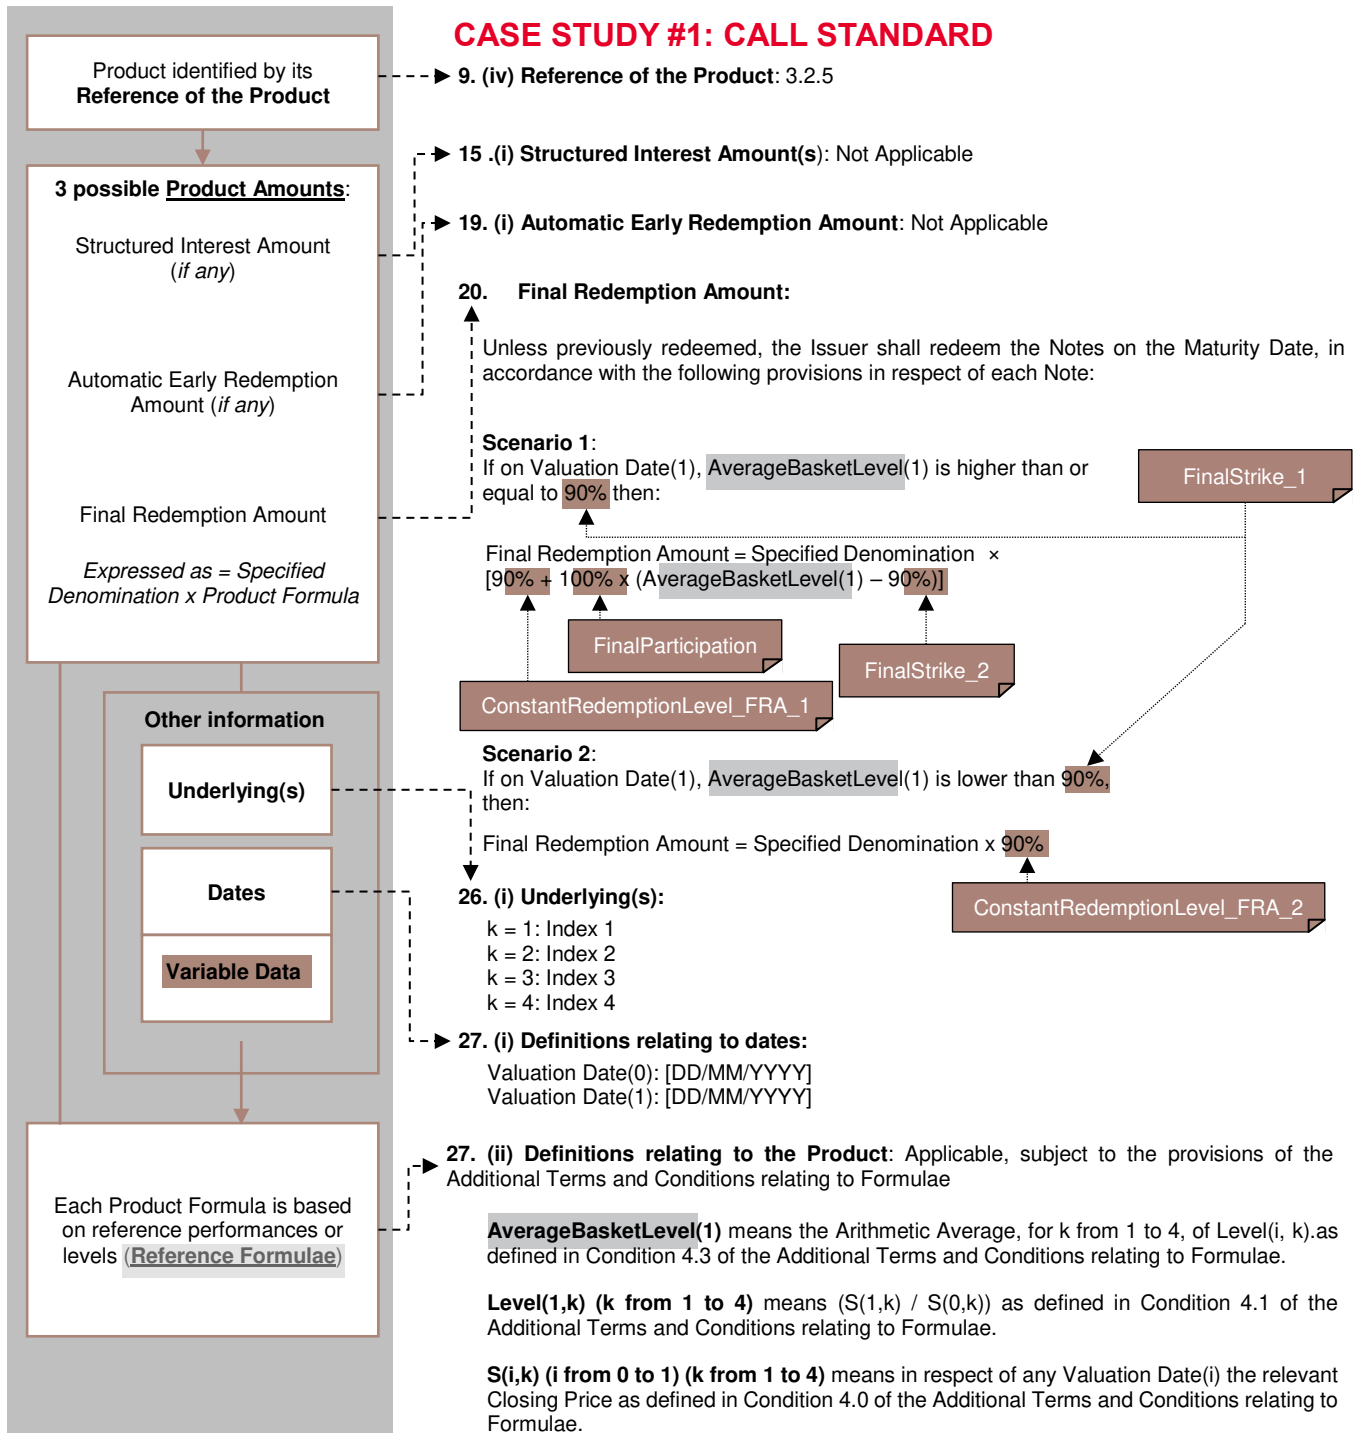 CASE STUDY #1: CALL STANDARD
Product identified by its
Reference of the Product
9. (iv) Reference of the Product: 3.2.5
3 possible Product Amounts:
Structured Interest Amount
(if any)
Automatic Early Redemption
Amount (if any)
Final Redemption Amount
Expressed as = Specified
Denomination x Product Formula
15 .(i) Structured Interest Amount(s): Not Applicable
19. (i) Automatic Early Redemption Amount: Not Applicable
20. Final Redemption Amount:
Unless previously redeemed, the Issuer shall redeem the Notes on the Maturity Date, in
accordance with the following provisions in respect of each Note:
Scenario 1:
If on Valuation Date(1), AverageBasketLevel(1) is higher than or
equal to 90% then:
FinalStrike_1
Final Redemption Amount = Specified Denomination ×
[90% + 100% x (AverageBasketLevel(1) – 90%)]
FinalParticipation
FinalStrike_2
ConstantRedemptionLevel_FRA_1
Scenario 2:
If on Valuation Date(1), AverageBasketLevel(1) is lower than 90%,
then:
Final Redemption Amount = Specified Denomination x 90%
ConstantRedemptionLevel_FRA_2
Other information
Underlying(s)
Dates
Variable Data
26. (i) Underlying(s):
k = 1: Index 1
k = 2: Index 2
k = 3: Index 3
k = 4: Index 4
27. (i) Definitions relating to dates:
Valuation Date(0): [DD/MM/YYYY]
Valuation Date(1): [DD/MM/YYYY]
Each Product Formula is based
on reference performances or
levels (Reference Formulae)
27. (ii) Definitions relating to the Product: Applicable, subject to the provisions of the
Additional Terms and Conditions relating to Formulae
AverageBasketLevel(1) means the Arithmetic Average, for k from 1 to 4, of Level(i, k).as
defined in Condition 4.3 of the Additional Terms and Conditions relating to Formulae.
Level(1,k) (k from 1 to 4) means (S(1,k) / S(0,k)) as defined in Condition 4.1 of the
Additional Terms and Conditions relating to Formulae.
S(i,k) (i from 0 to 1) (k from 1 to 4) means in respect of any Valuation Date(i) the relevant
Closing Price as defined in Condition 4.0 of the Additional Terms and Conditions relating to
Formulae.